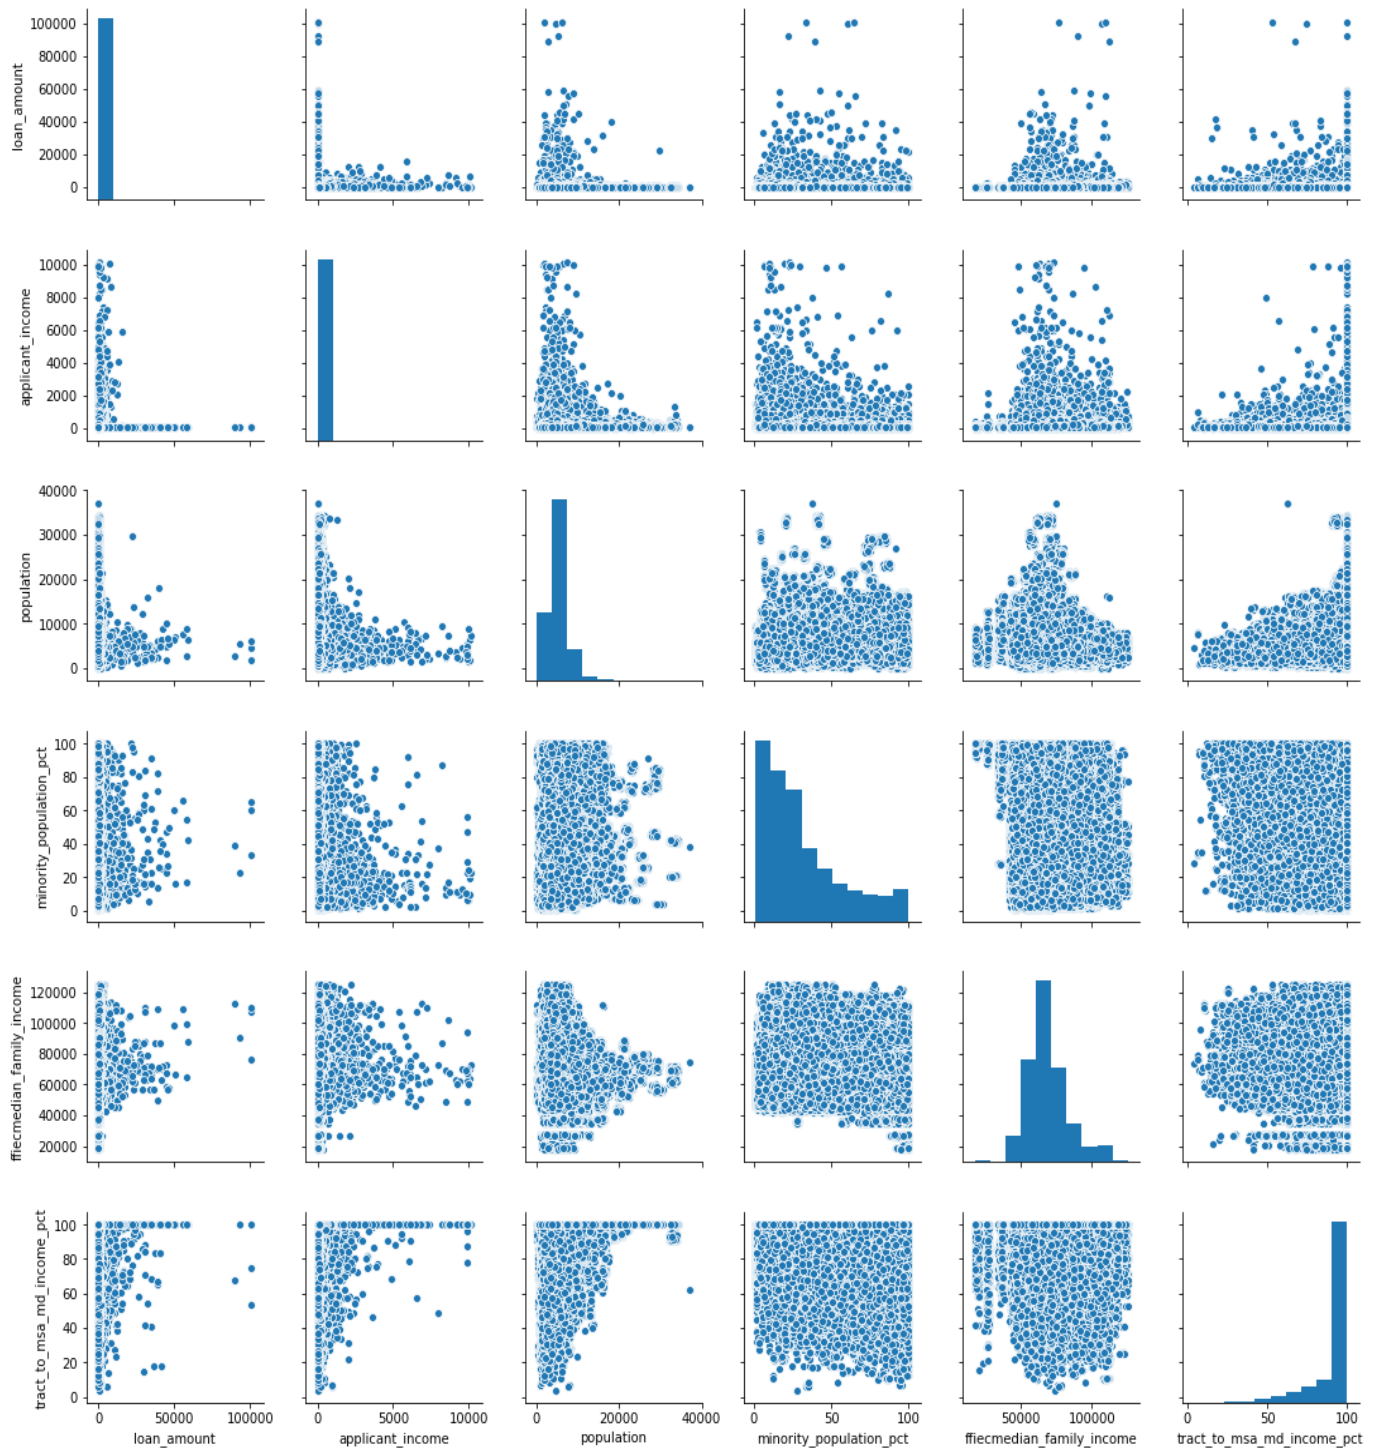 100000
80000
60000
40000
20000
0
loan_amount
10000
8000
6000
4000
2000
0
applicant_income
40000
30000
20000
10000
0
population
100
80
60
40
20
0
minority_population_pct
120000
100000
80000
60000
40000
20000
ffiecmedian_family_income
100
80
60
40
20
0
tract_to_msa_md_income_pct
0 50000 100000
loan_amount
0 5000 10000
applicant_income
0 20000 40000
population
0 50 100
minority_population_pct
50000 100000
ffiecmedian_family_income
0 50 100
tract_to_msa_md_income_pct